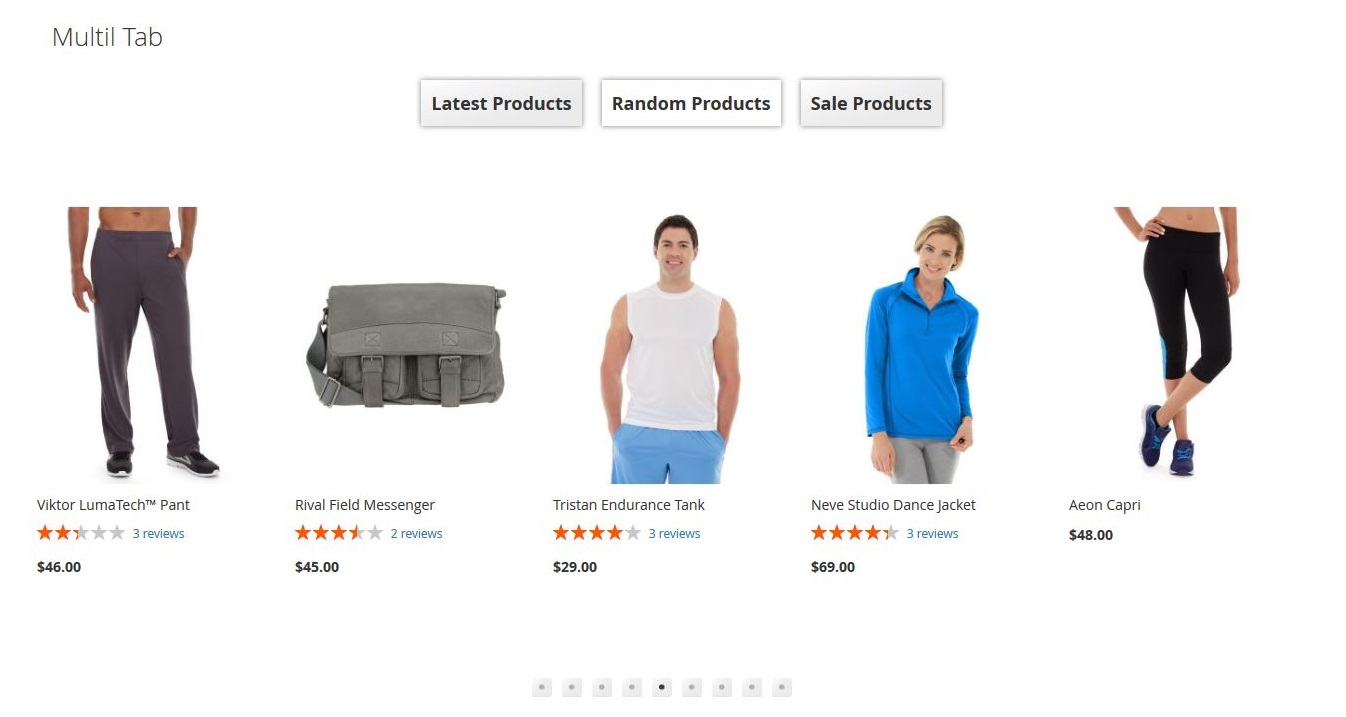 Multil Tab
Latest Products
Random Products
Sale Products
Viktor LumaTech™ Pant
3 reviews
$46.00
Rival Field Messenger
2 reviews
$45.00
Tristan Endurance Tank
3 reviews
$29.00
Neve Studio Dance Jacket
3 reviews
$69.00
Aeon Capri
$48.00